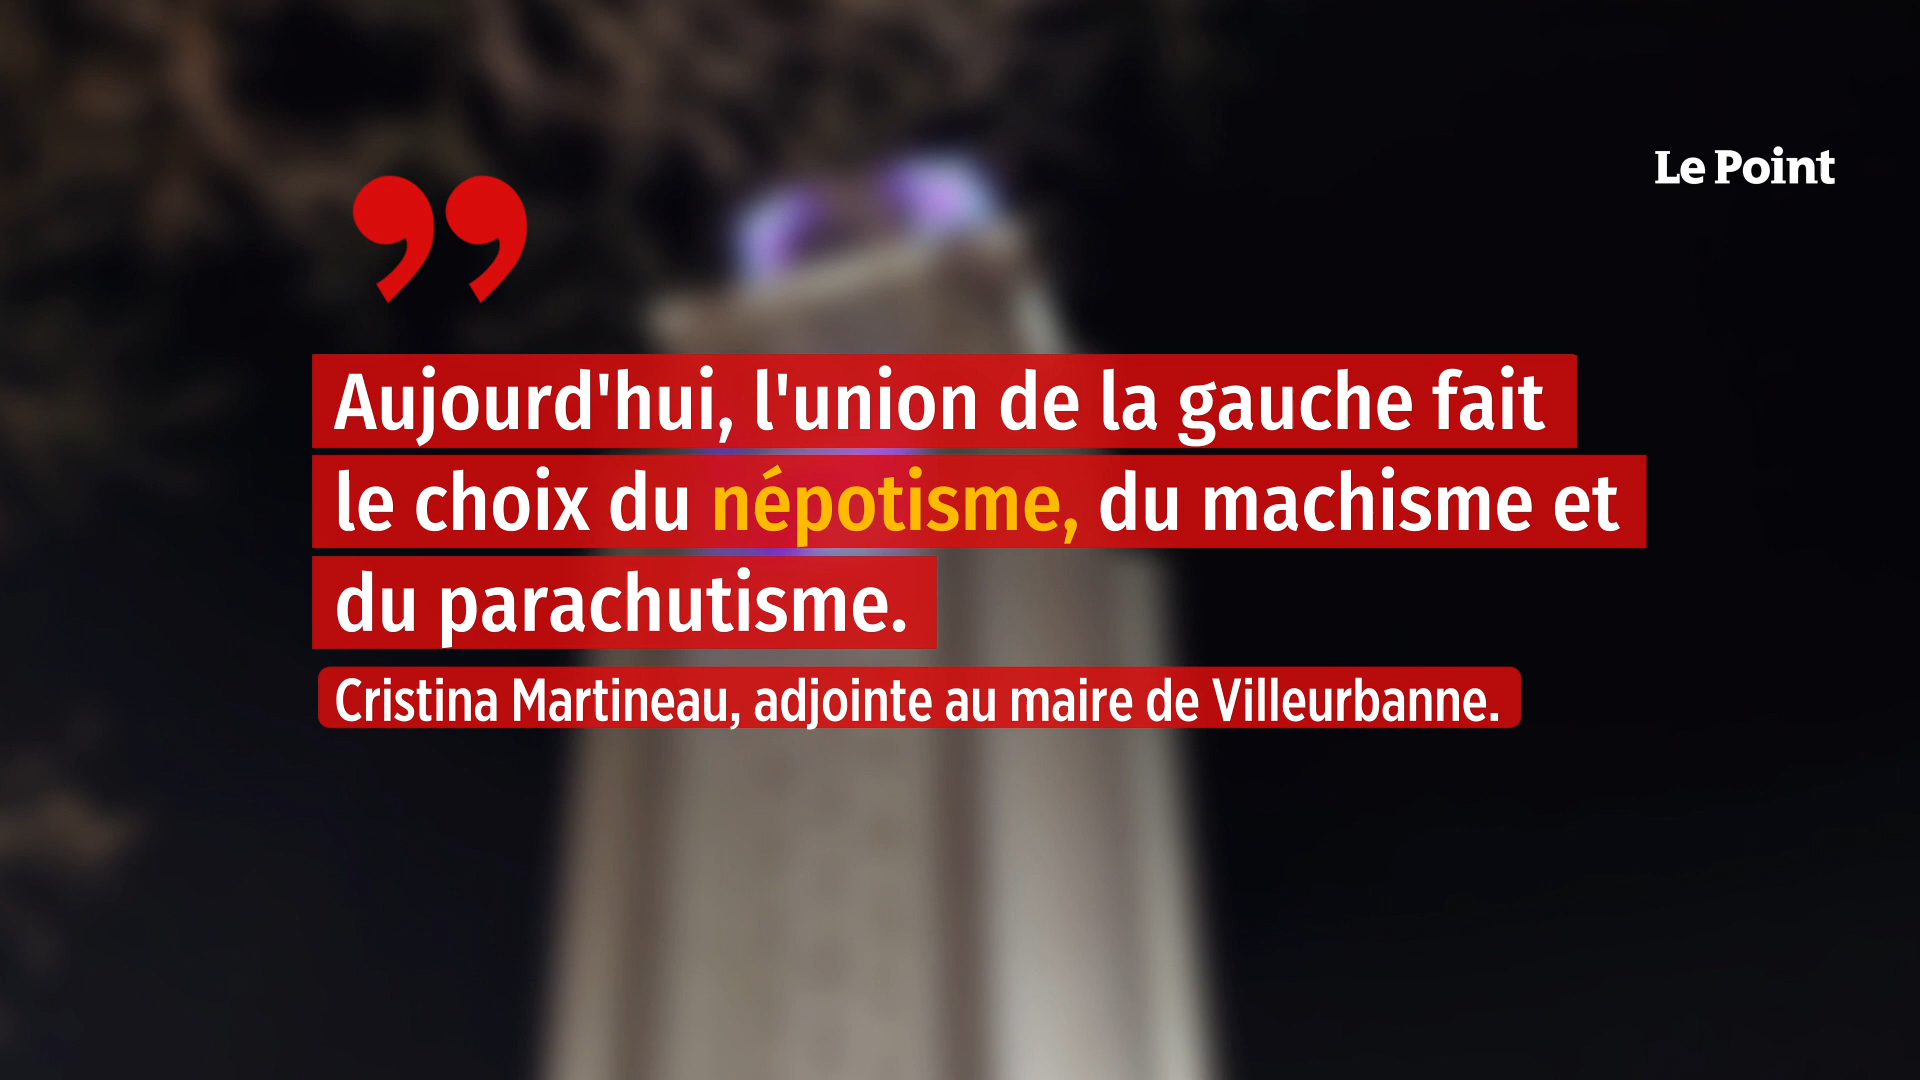 Le Point
”
Aujourd'hui, l'union de la gauche fait
le choix du népotisme, du machisme et
du parachutisme.
Cristina Martineau, adjointe au maire de Villeurbanne.